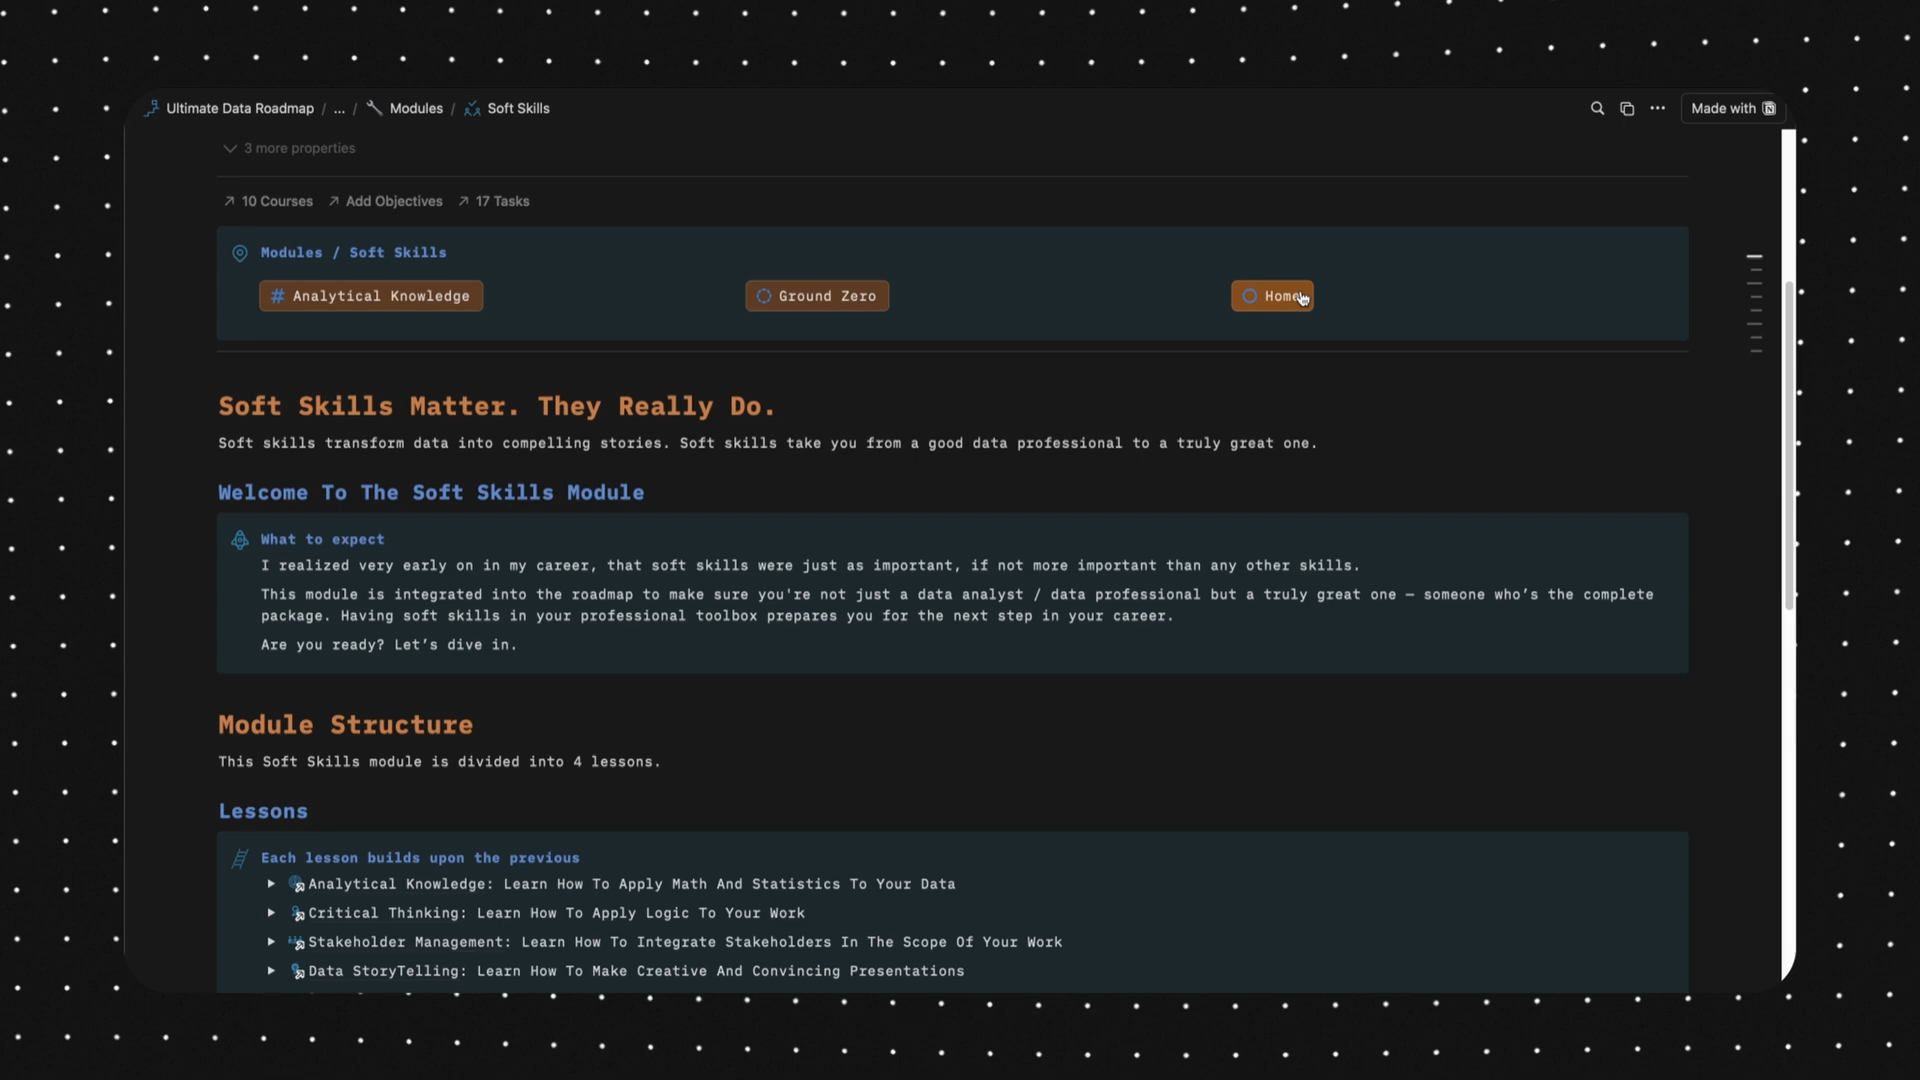 Ultimate Data Roadmap / ... / Modules / Soft Skills
Made with
3 more properties
10 Courses Add Objectives 17 Tasks
Modules / Soft Skills
# Analytical Knowledge Ground Zero Home
Soft Skills Matter. They Really Do.
Soft skills transform data into compelling stories. Soft skills take you from a good data professional to a truly great one.
Welcome To The Soft Skills Module
What to expect
I realized very early on in my career, that soft skills were just as important, if not more important than any other skills.
This module is integrated into the roadmap to make sure you're not just a data analyst / data professional but a truly great one – someone who’s the complete
package. Having soft skills in your professional toolbox prepares you for the next step in your career.
Are you ready? Let’s dive in.
Module Structure
This Soft Skills module is divided into 4 lessons.
Lessons
Each lesson builds upon the previous
Analytical Knowledge: Learn How To Apply Math And Statistics To Your Data
Critical Thinking: Learn How To Apply Logic To Your Work
Stakeholder Management: Learn How To Integrate Stakeholders In The Scope Of Your Work
Data StoryTelling: Learn How To Make Creative And Convincing Presentations